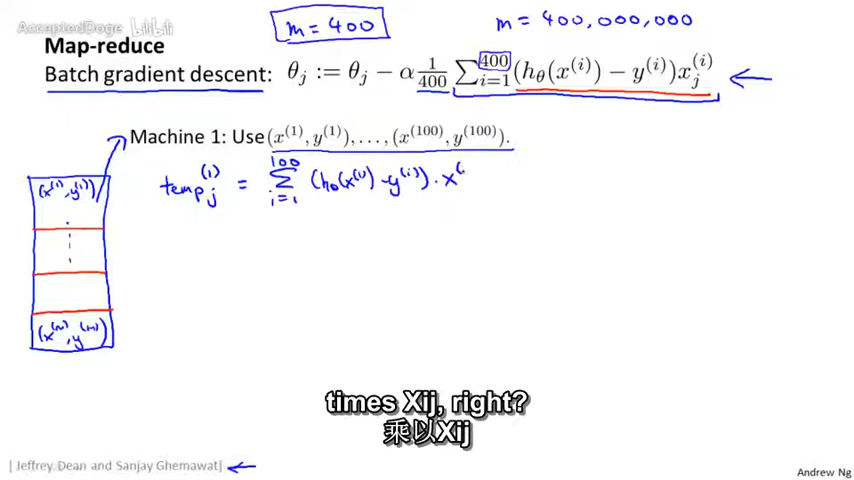 AcceptedDoge bilibili
m = 400
m = 400,000,000
Map-reduce
Batch gradient descent: θ_j := θ_j − α 1/400 ∑_{i=1}^{400} (h_θ(x^{(i)}) − y^{(i)}) x_j^{(i)}
Machine 1: Use (x^{(1)}, y^{(1)}), . . . , (x^{(100)}, y^{(100)}).
temp_j^{(1)} = ∑_{i=1}^{100} (h_θ(x^{(i)}) - y^{(i)}) · x^(
(x^{(1)}, y^{(1)})
(x^{(m)}, y^{(m)})
times Xij, right?
乘以Xij
[ Jeffrey Dean and Sanjay Ghemawat]
Andrew Ng